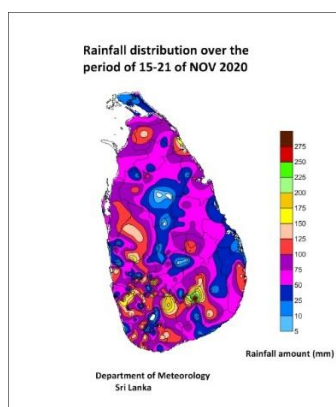 Rainfall distribution over the
period of 15-21 of NOV 2020
275
250
225
200
175
150
125
100
75
50
25
10
5
Rainfall amount (mm)
Department of Meteorology
Sri Lanka